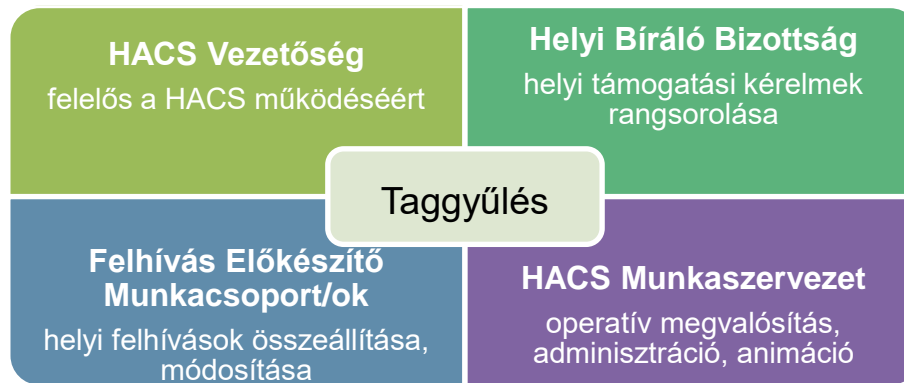 HACS Vezetőség
felelős a HACS működéséért
Helyi Bíráló Bizottság
helyi támogatási kérelmek
rangsorolása
Taggyűlés
Felhívás Előkészítő
Munkacsoport/ok
helyi felhívások összeállítása,
módosítása
HACS Munkaszervezet
operatív megvalósítás,
adminisztráció, animáció